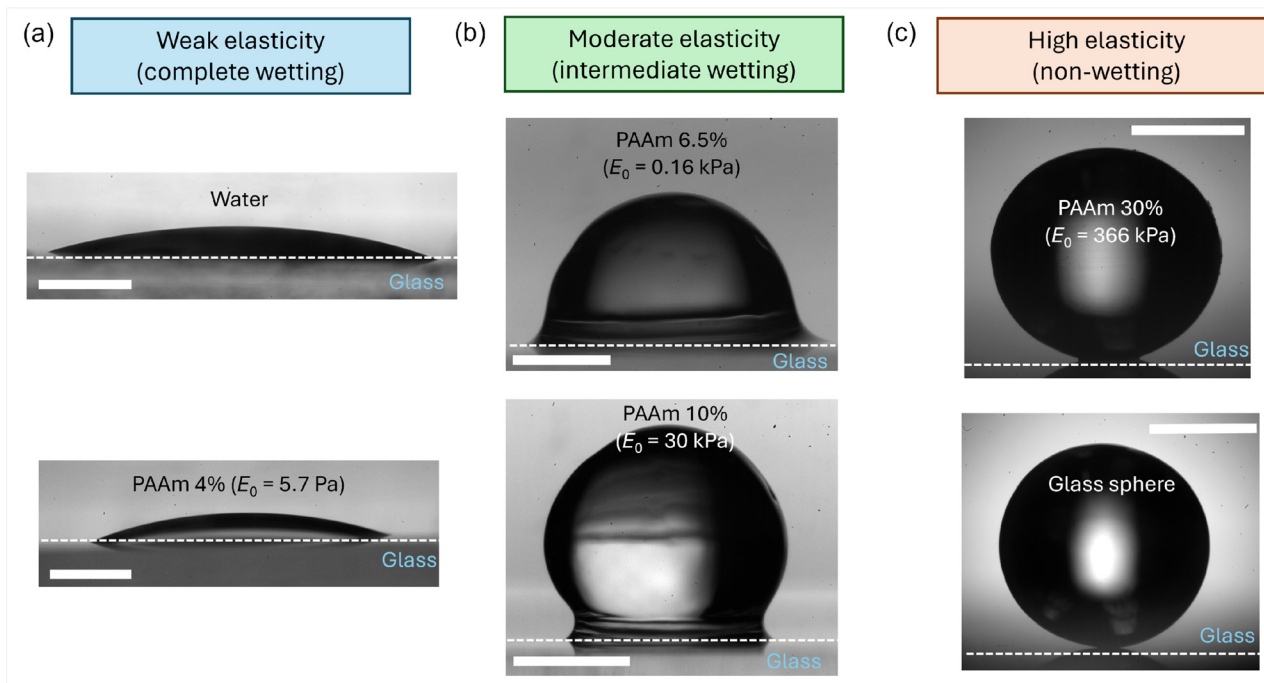 (a)
Weak elasticity
(complete wetting)
Water
Glass
PAAm 4% (E₀ = 5.7 Pa)
Glass
(b)
Moderate elasticity
(intermediate wetting)
PAAm 6.5%
(E₀ = 0.16 kPa)
Glass
PAAm 10%
(E₀ = 30 kPa)
Glass
(c)
High elasticity
(non-wetting)
PAAm 30%
(E₀ = 366 kPa)
Glass
Glass sphere
Glass